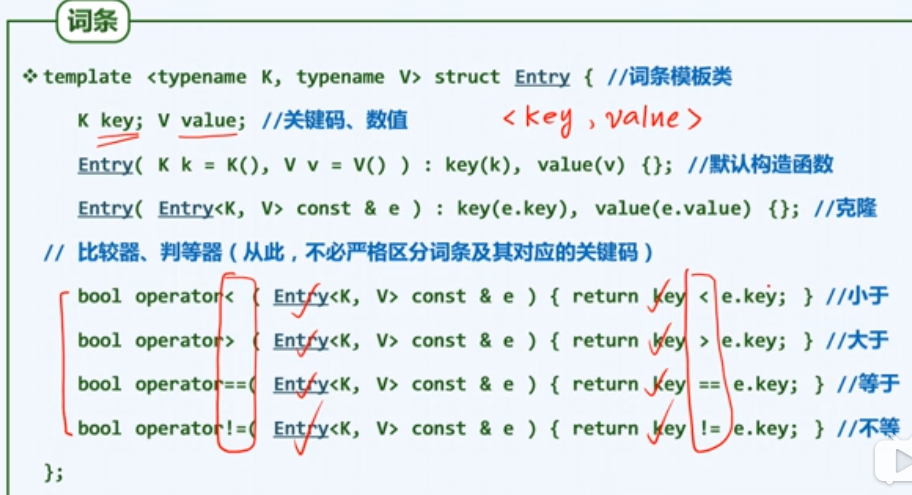 词条
❖ template <typename K, typename V> struct Entry { //词条模板类
K key; V value; //关键码、数值 <key, value>
Entry( K k = K(), V v = V() ) : key(k), value(v) {}; //默认构造函数
Entry( Entry<K, V> const & e ) : key(e.key), value(e.value) {}; //克隆
// 比较器、判等器（从此，不必严格区分词条及其对应的关键码）
bool operator< ( Entry<K, V> const & e ) { return key < e.key; } //小于
bool operator> ( Entry<K, V> const & e ) { return key > e.key; } //大于
bool operator==( Entry<K, V> const & e ) { return key == e.key; } //等于
bool operator!=( Entry<K, V> const & e ) { return key != e.key; } //不等
};